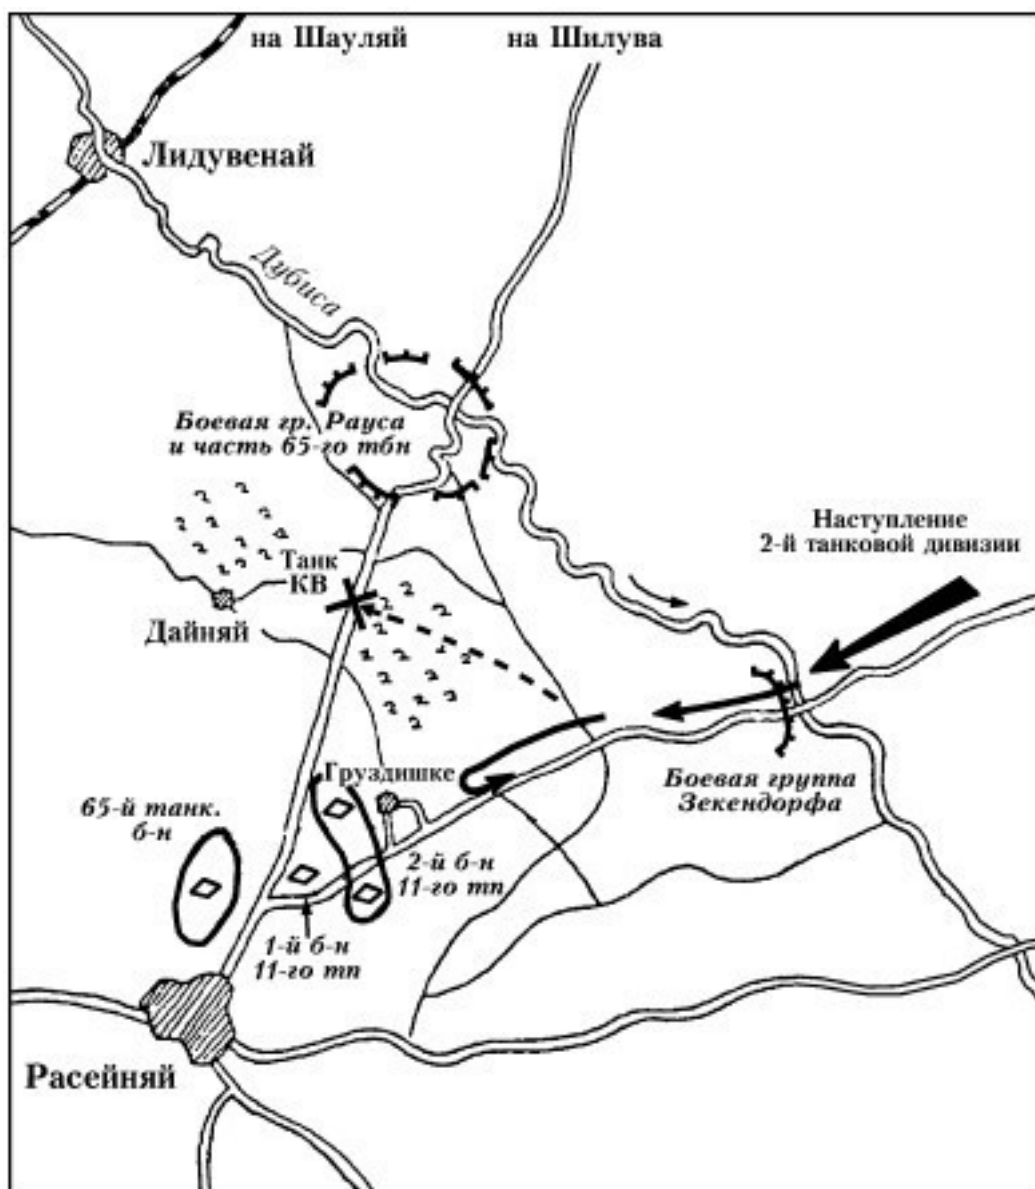 на Шауляй
на Шилува
Лидувенай
Дубиса
Боевая гр. Рауса
и часть 65-го тбн
Наступление
2-й танковой дивизии
Танк
КВ
Дайняй
Груздишке
Боевая группа
Зекендорфа
65-й танк.
б-н
2-й б-н
11-го тп
1-й б-н
11-го тп
Расейняй